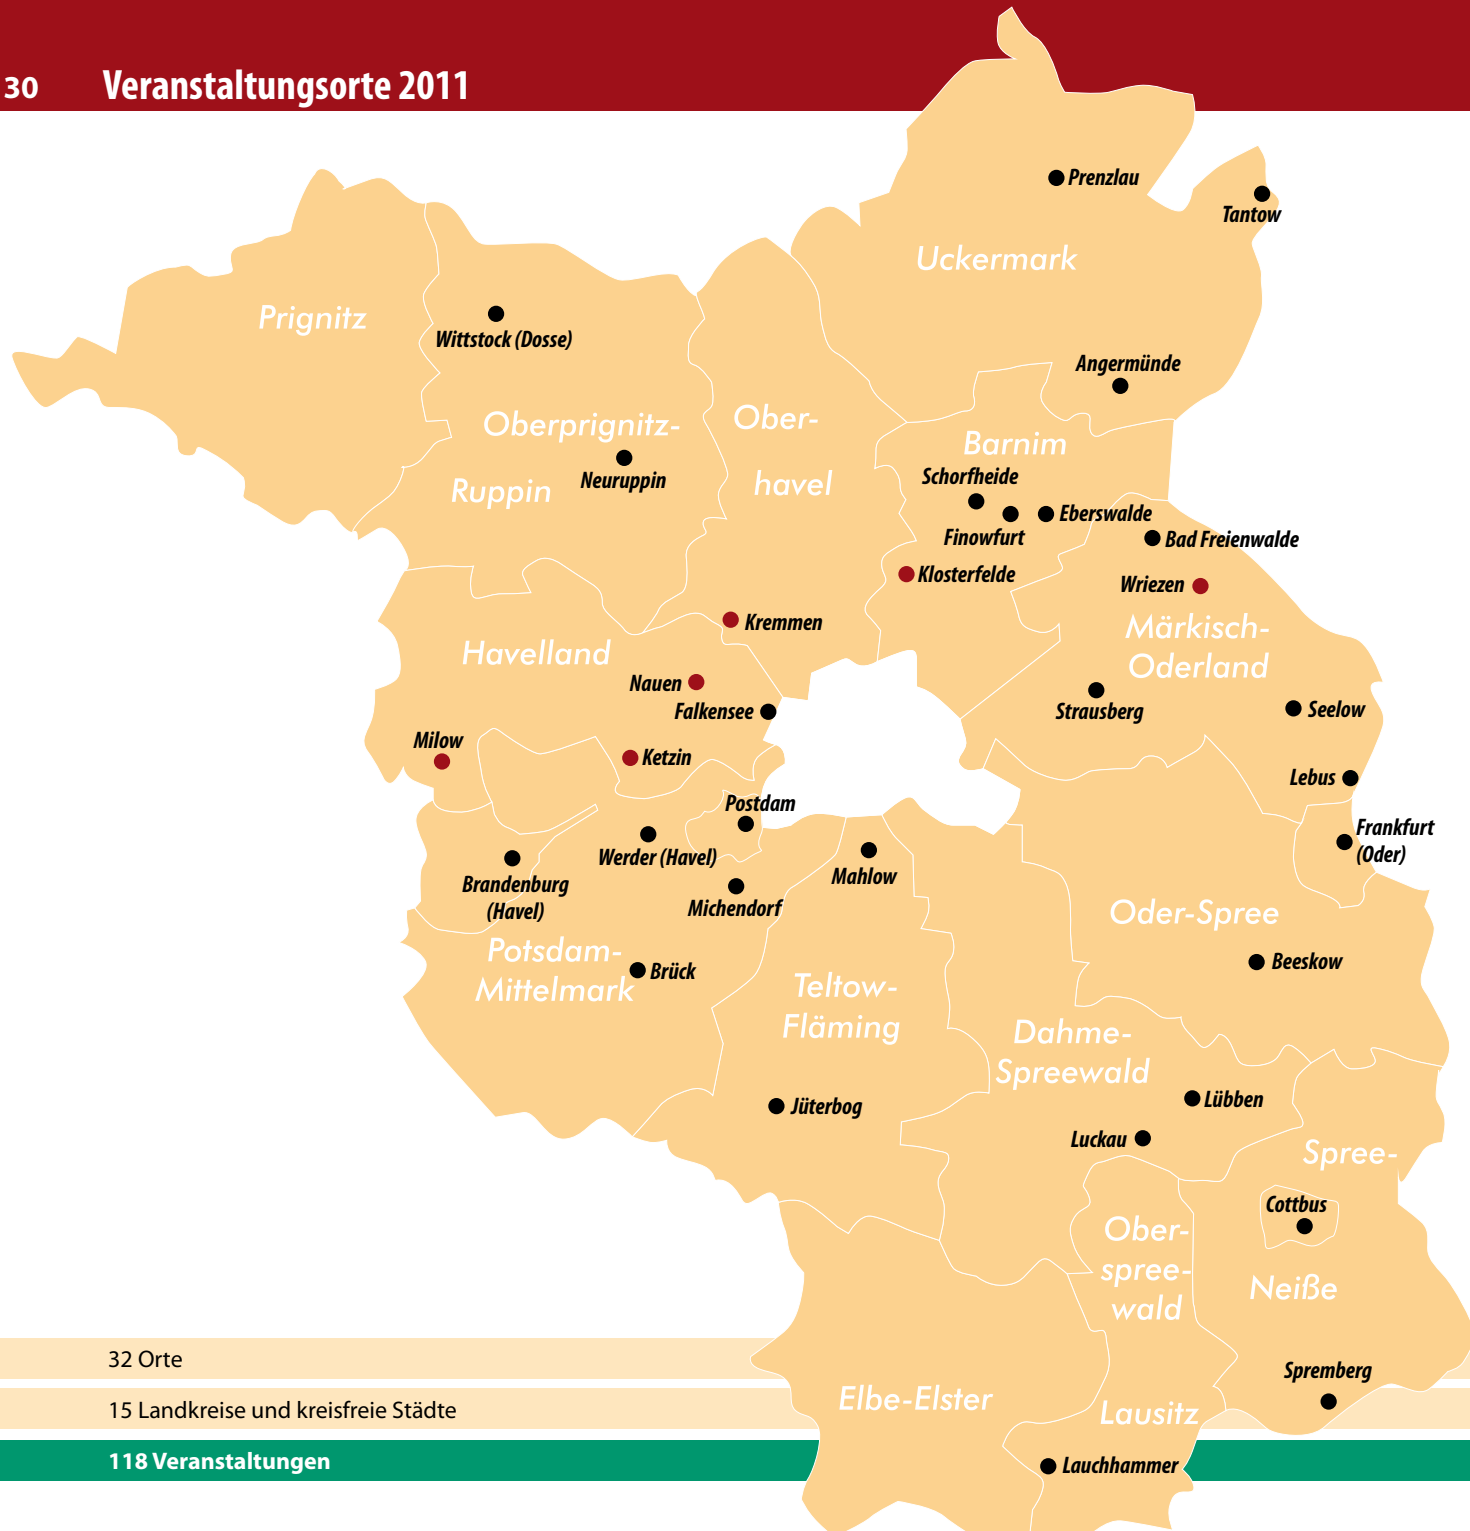 30
Veranstaltungsorte 2011
Prenzlau
Tantow
Uckermark
Prignitz
Wittstock (Dosse)
Angermünde
Oberprignitz-
Ruppin
Neuruppin
Ober-
havel
Barnim
Schorfheide
Finowfurt
Eberswalde
Bad Freienwalde
Klosterfelde
Wriezen
Kremmen
Märkisch-
Oderland
Havelland
Nauen
Falkensee
Strausberg
Seelow
Milow
Ketzin
Lebus
Postdam
Frankfurt
(Oder)
Werder (Havel)
Mahlow
Brandenburg
(Havel)
Michendorf
Oder-Spree
Potsdam-
Mittelmark
Brück
Beeskow
Teltow-
Fläming
Dahme-
Spreewald
Jüterbog
Lübben
Luckau
Spree-
Neiße
Cottbus
Ober-
spree-
wald
Lausitz
Spremberg
Elbe-Elster
Lauchhammer
32 Orte
15 Landkreise und kreisfreie Städte
118 Veranstaltungen